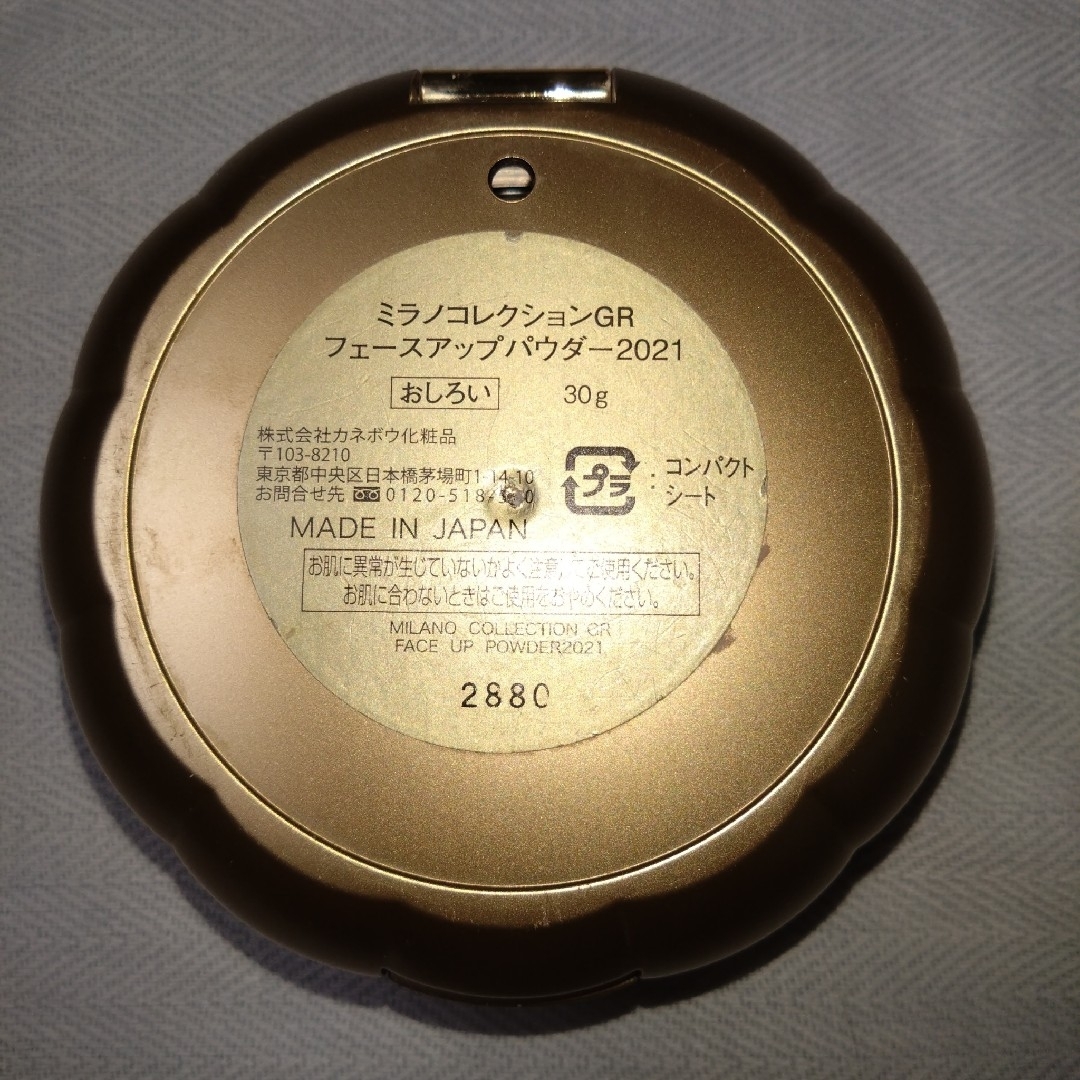 ミラノコレクションGR
フェースアップパウダー2021
おしろい 30g
株式会社カネボウ化粧品
〒103-8210
東京都中央区日本橋茅場町1-14-10
お問合せ先 0120-518-
プラ : コンパクト
シート
MADE IN JAPAN
お肌に異常が生じていないかよく注意してご使用ください。
お肌に合わないときはご使用をおやめください。
MILANO COLLECTION GR
FACE UP POWDER2021
2880